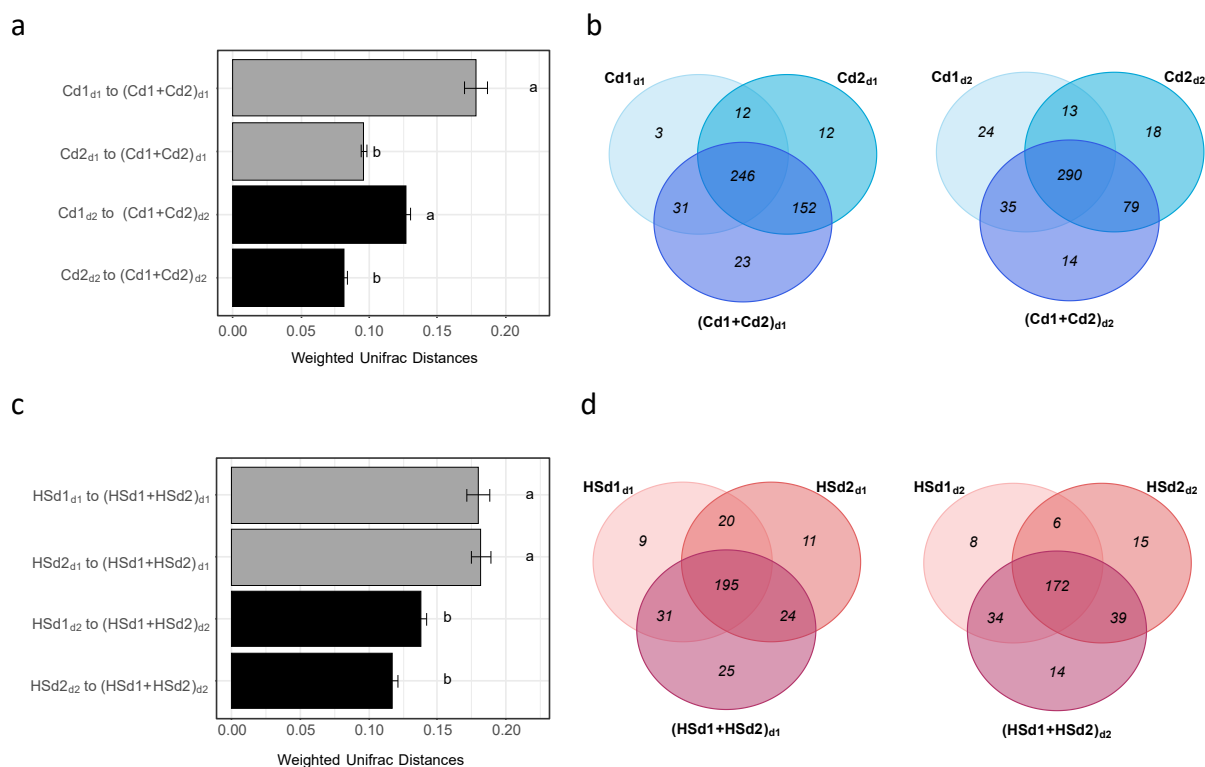 a
Cd1d1 to (Cd1+Cd2)d1
a
Cd2d1 to (Cd1+Cd2)d1
b
Cd1d2 to (Cd1+Cd2)d2
a
Cd2d2 to (Cd1+Cd2)d2
b
0.00 0.05 0.10 0.15 0.20
Weighted Unifrac Distances
b
Cd1d1
Cd2d1
3
12
12
246
31
152
23
(Cd1+Cd2)d1
Cd1d2
Cd2d2
24
13
18
290
35
79
14
(Cd1+Cd2)d2
c
HSd1d1 to (HSd1+HSd2)d1
a
HSd2d1 to (HSd1+HSd2)d1
a
HSd1d2 to (HSd1+HSd2)d2
b
HSd2d2 to (HSd1+HSd2)d2
b
0.00 0.05 0.10 0.15 0.20
Weighted Unifrac Distances
d
HSd1d1
HSd2d1
9
20
11
195
31
24
25
(HSd1+HSd2)d1
HSd1d2
HSd2d2
8
6
15
172
34
39
14
(HSd1+HSd2)d2